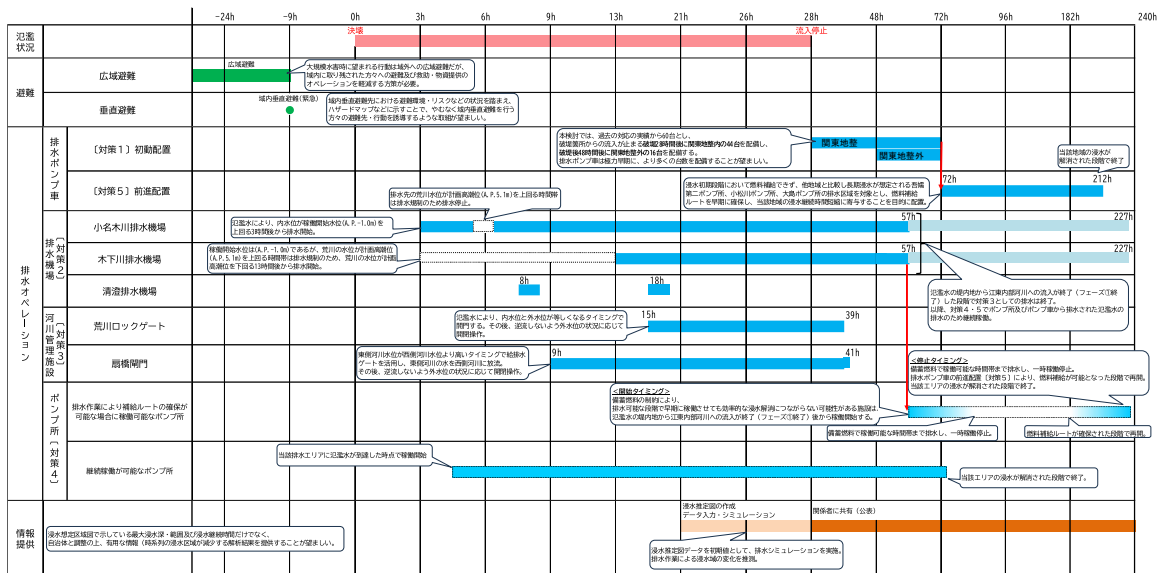 -24h -9h 0h 3h 6h 9h 13h 21h 26h 28h 48h 72h 96h 182h 240h
氾濫
状況
決壊
流入停止
避難
広域避難
広域避難
大規模水害時に望まれる行動は域外への広域避難だが、
域内に取り残された方々への避難及び救助・物資提供の
オペレーションを軽減する方策が必要。
垂直避難
域内垂直避難(緊急)
域内垂直避難先における避難環境・リスクなどの状況を踏まえ、
ハザードマップなどに示すことで、やむなく域内垂直避難を行う
方々の避難先・行動を誘導するような取組が望ましい。
排水オペレーション
排水ポンプ車
〔対策1〕初動配置
本検討では、過去の対応の実績から60台とし、
破堤箇所からの流入が止まる破堤28時間後に関東地整内の44台を配備し、
破堤後48時間後に関東地整外の16台を配備する。
排水ポンプ車は極力早期に、より多くの台数を配備することが望ましい。
関東地整
関東地整外
当該地域の浸水が
解消された段階で終了
〔対策5〕前進配置
浸水初期段階において燃料補給できず、他地域と比較し長期浸水が想定される吾嬬
第二ポンプ所、小松川ポンプ所、大島ポンプ所の排水区域を対象とし、燃料補給
ルートを早期に確保し、当該地域の浸水継続時間短縮に寄与することを目的に配置。
72h
212h
排水機場
〔対策2〕
小名木川排水機場
氾濫水により、内水位が稼働開始水位(A.P.-1.0m)を
上回る3時間後から排水開始。
排水先の荒川水位が計画高潮位(A.P.5.1m)を上回る時間帯
は排水規制のため排水停止。
57h
227h
木下川排水機場
稼働開始水位は(A.P.-1.0m)であるが、荒川の水位が計画高潮位
(A.P.5.1m)を上回る時間帯は排水規制のため、荒川の水位が計画
高潮位を下回る13時間後から排水開始。
57h
227h
清澄排水機場
8h
18h
氾濫水の堤内地から江東内部河川への流入が終了(フェーズ①終
了)した段階で対策3としての排水は終了。
以降、対策4・5でポンプ所及びポンプ車から排水された氾濫水の
排水のため継続稼働。
河川管理施設
〔対策3〕
荒川ロックゲート
氾濫水により、内水位と外水位が等しくなるタイミングで
開門する。その後、逆流しないよう外水位の状況に応じて
開閉操作。
15h
39h
扇橋閘門
東側河川水位が西側河川水位より高いタイミングで給排水
ゲートを活用し、東側河川の水を西側河川に放流。
その後、逆流しないよう外水位の状況に応じて開閉操作。
9h
41h
ポンプ所〔対策4〕
排水作業により補給ルートの確保が
可能な場合に稼働可能なポンプ所
<開始タイミング>
備蓄燃料の制約により、
排水可能な段階で早期に稼働させても効率的な浸水解消につながらない可能性がある施設は、
氾濫水の堤内地から江東内部河川への流入が終了(フェーズ①終了)後から稼働開始する。
<停止タイミング>
備蓄燃料で稼働可能な時間帯まで排水し、一時稼働停止。
排水ポンプ車の前進配置〔対策5〕により、燃料補給が可能となった段階で再開。
当該エリアの浸水が解消された段階で終了。
備蓄燃料で稼働可能な時間帯まで排水し、一時稼働停止。
燃料補給ルートが確保された段階で再開。
継続稼働が可能なポンプ所
当該排水エリアに氾濫水が到達した時点で稼働開始
当該エリアの浸水が解消された段階で終了。
情報
提供
浸水想定区域図で示している最大浸水深・範囲及び浸水継続時間だけでなく、
自治体と調整の上、有用な情報(時系列の浸水区域が減少する解析結果を提供することが望ましい。
浸水推定図の作成
データ入力・シミュレーション
関係者に共有(公表)
浸水推定図データを初期値として、排水シミュレーションを実施。
排水作業による浸水域の変化を推測。